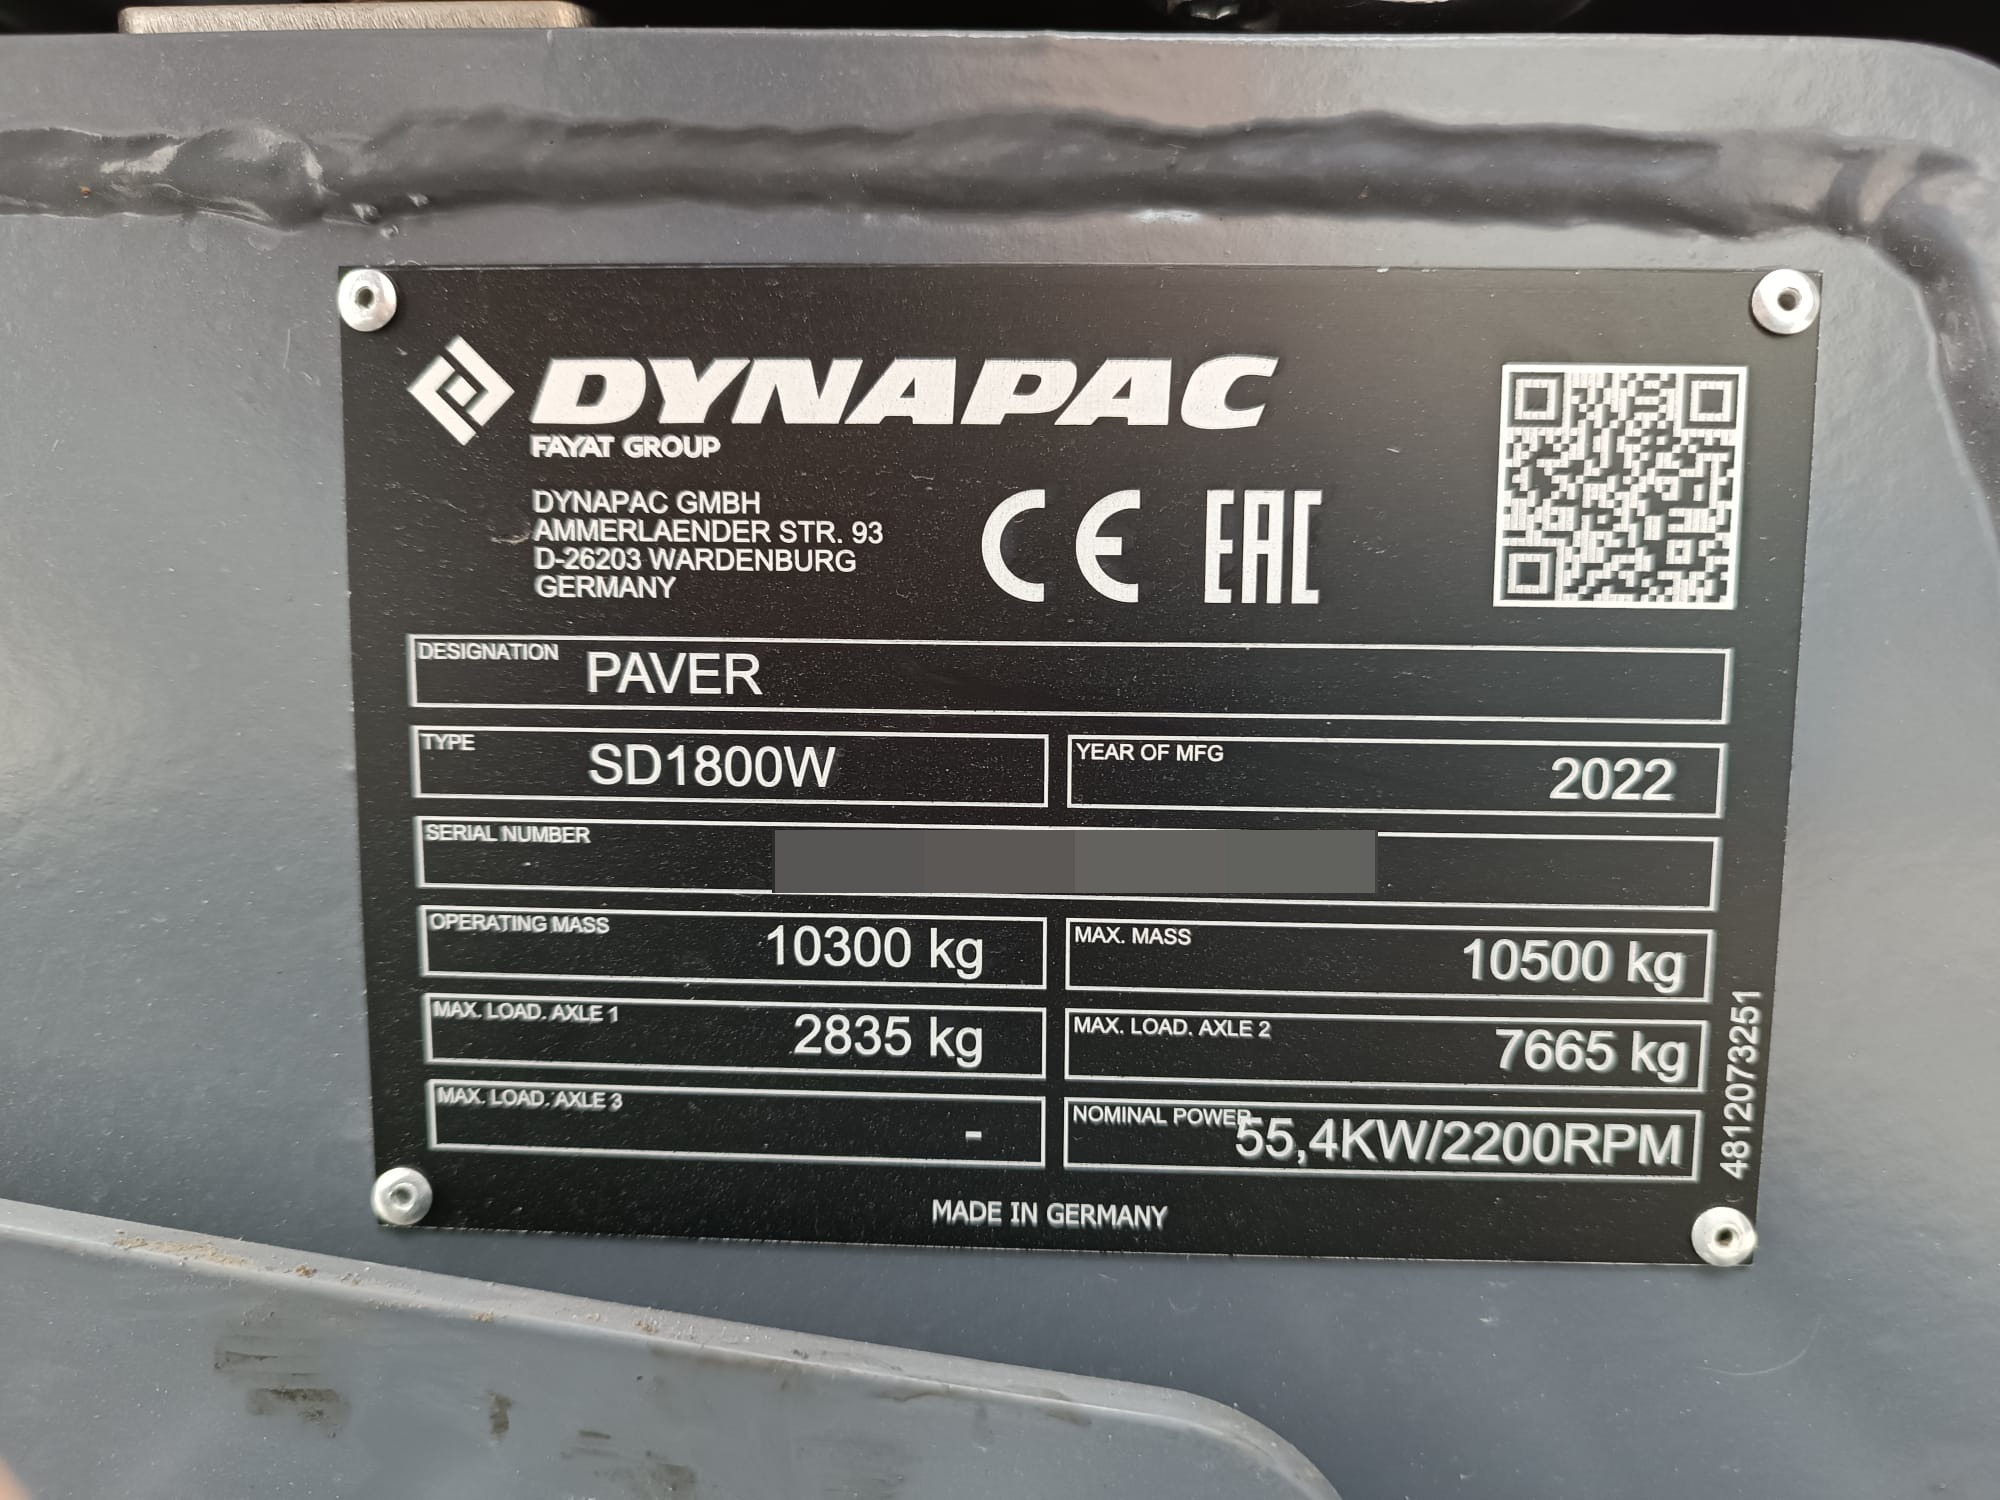 DYNAPAC
FAYAT GROUP
DYNAPAC GMBH
AMMERLAENDER STR. 93
D-26203 WARDENBURG
GERMANY
CE EAC
DESIGNATION PAVER
TYPE SD1800W
YEAR OF MFG 2022
SERIAL NUMBER
OPERATING MASS 10300 kg
MAX. MASS 10500 kg
MAX. LOAD. AXLE 1 2835 kg
MAX. LOAD. AXLE 2 7665 kg
MAX. LOAD. AXLE 3 -
NOMINAL POWER 55,4KW/2200RPM
4812073251
MADE IN GERMANY